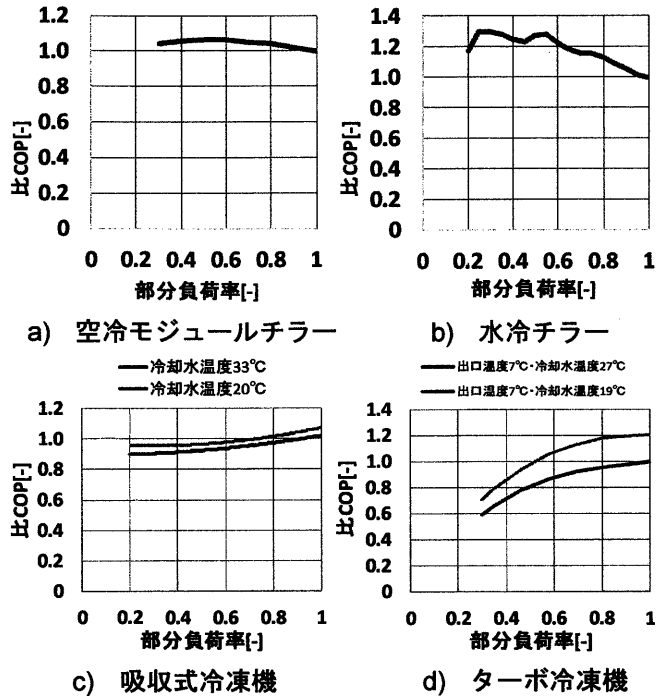 1.2
1.0
0.8
0.6
0.4
0.2
0
比COP[-]
0 0.2 0.4 0.6 0.8 1
部分負荷率[-]
a) 空冷モジュールチラー
1.4
1.2
1.0
0.8
0.6
0.4
0.2
0
比COP[-]
0 0.2 0.4 0.6 0.8 1
部分負荷率[-]
b) 水冷チラー
冷却水温度33℃
冷却水温度20℃
1.2
1.0
0.8
0.6
0.4
0.2
0
比COP[-]
0 0.2 0.4 0.6 0.8 1
部分負荷率[-]
c) 吸収式冷凍機
出口温度7℃・冷却水温度27℃
出口温度7℃・冷却水温度19℃
1.4
1.2
1.0
0.8
0.6
0.4
0.2
0
比COP[-]
0 0.2 0.4 0.6 0.8 1
部分負荷率[-]
d) ターボ冷凍機